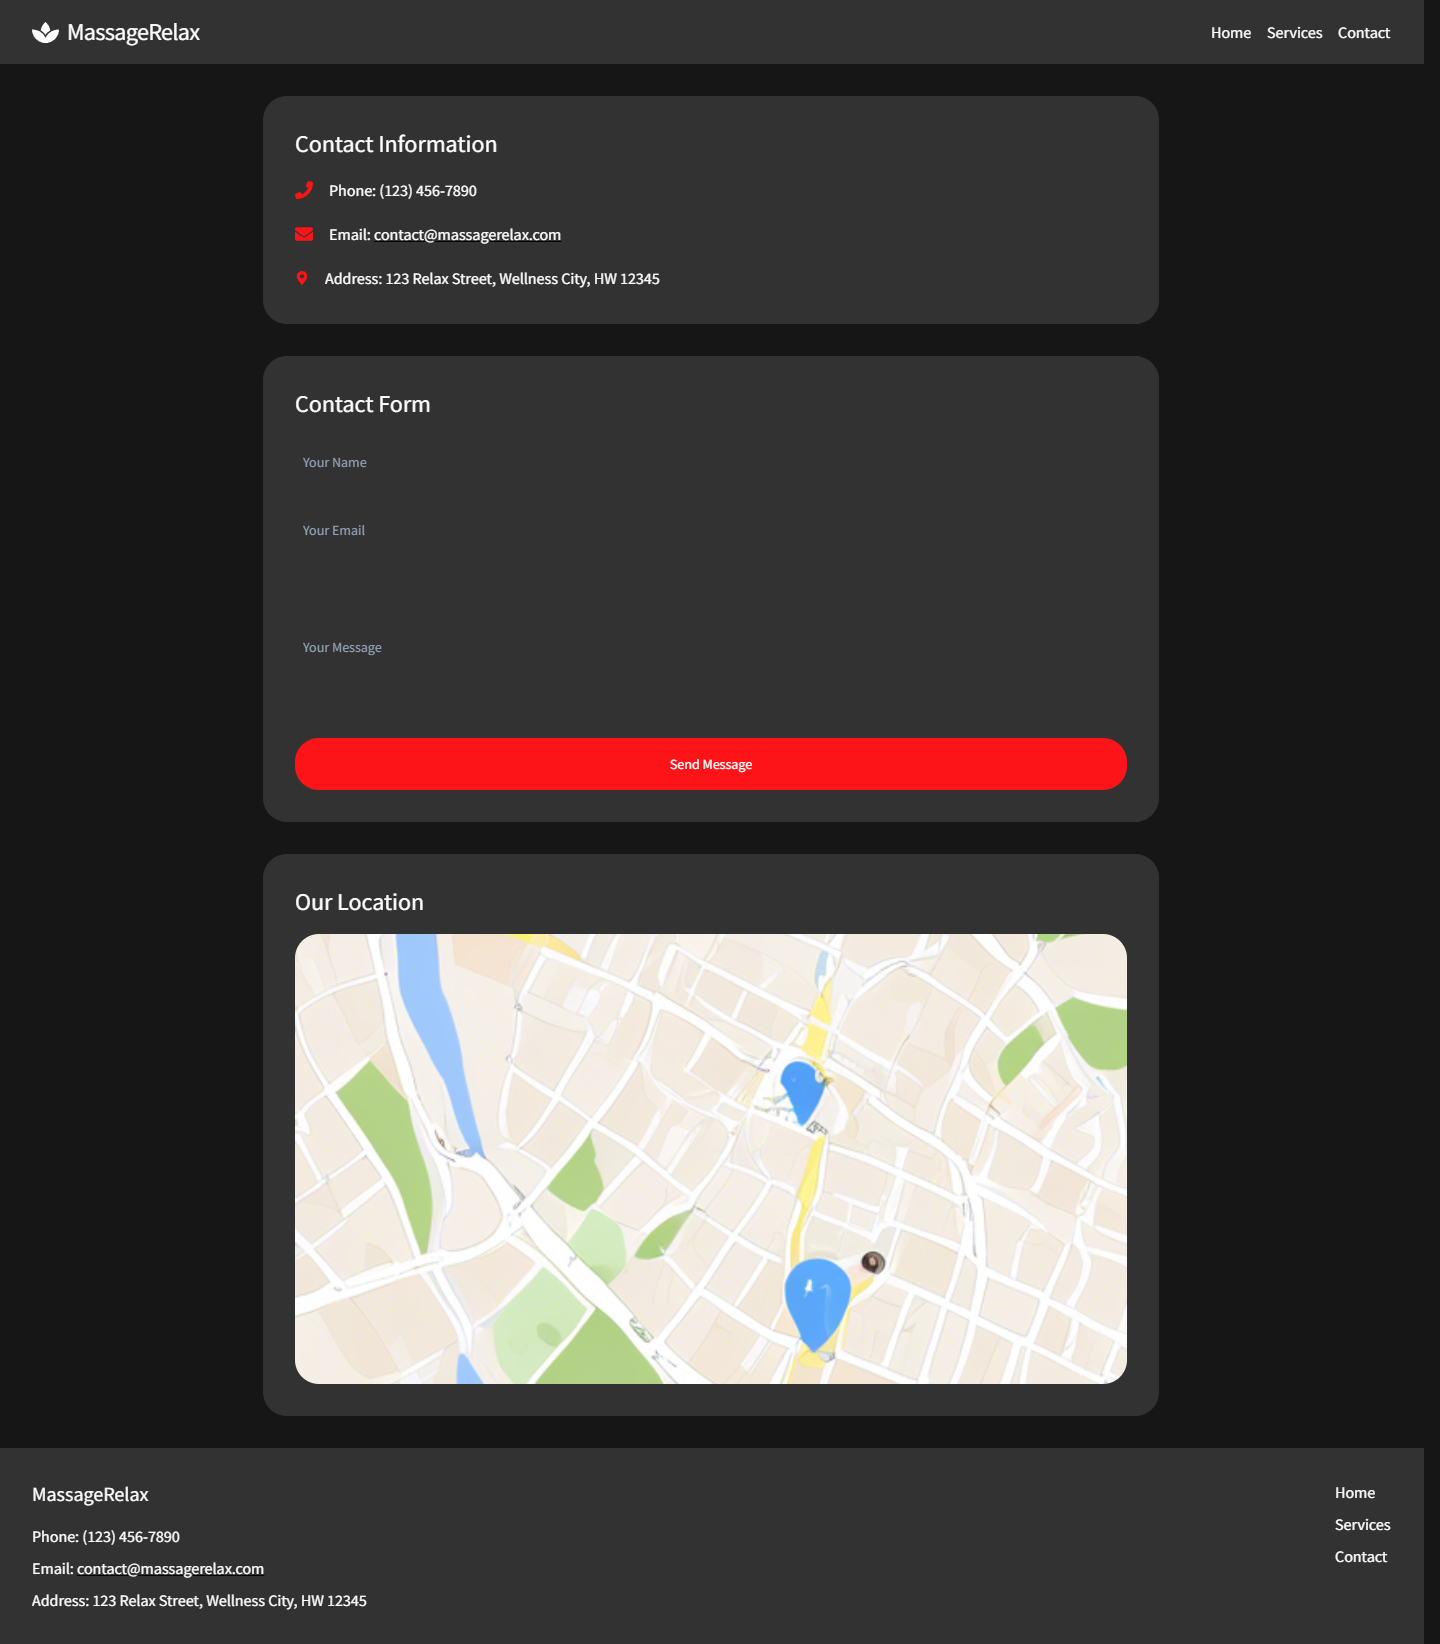 MassageRelax
Home Services Contact
Contact Information
Phone: (123) 456-7890
Email: contact@massagerelax.com
Address: 123 Relax Street, Wellness City, HW 12345
Contact Form
Your Name
Your Email
Your Message
Send Message
Our Location
MassageRelax
Phone: (123) 456-7890
Email: contact@massagerelax.com
Address: 123 Relax Street, Wellness City, HW 12345
Home
Services
Contact